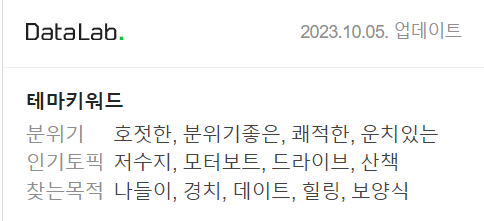 DataLab.
2023.10.05. 업데이트
테마키워드
분위기 호젓한, 분위기좋은, 쾌적한, 운치있는
인기토픽 저수지, 모터보트, 드라이브, 산책
찾는목적 나들이, 경치, 데이트, 힐링, 보양식